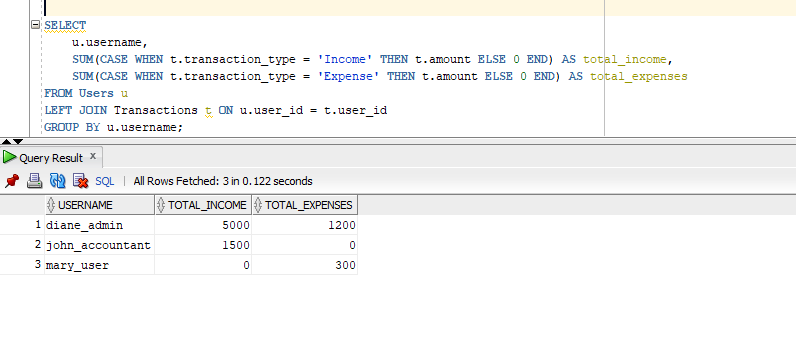 SELECT
u.username,
SUM(CASE WHEN t.transaction_type = 'Income' THEN t.amount ELSE 0 END) AS total_income,
SUM(CASE WHEN t.transaction_type = 'Expense' THEN t.amount ELSE 0 END) AS total_expenses
FROM Users u
LEFT JOIN Transactions t ON u.user_id = t.user_id
GROUP BY u.username;
Query Result x
SQL | All Rows Fetched: 3 in 0.122 seconds
USERNAME TOTAL_INCOME TOTAL_EXPENSES
1 diane_admin 5000 1200
2 john_accountant 1500 0
3 mary_user 0 300